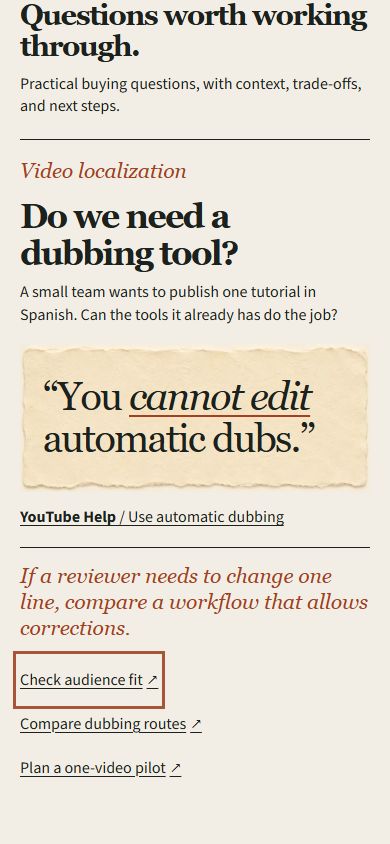 Questions worth working
through.
Practical buying questions, with context, trade-offs,
and next steps.
Video localization
Do we need a
dubbing tool?
A small team wants to publish one tutorial in
Spanish. Can the tools it already has do the job?
“You cannot edit
automatic dubs.”
YouTube Help / Use automatic dubbing
If a reviewer needs to change one
line, compare a workflow that allows
corrections.
Check audience fit ↗
Compare dubbing routes ↗
Plan a one-video pilot ↗